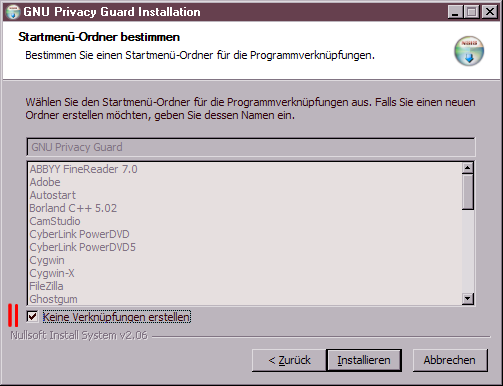 GNU Privacy Guard Installation
Startmenü-Ordner bestimmen
Bestimmen Sie einen Startmenü-Ordner für die Programmverknüpfungen.
Wählen Sie den Startmenü-Ordner für die Programmverknüpfungen aus. Falls Sie einen neuen
Ordner erstellen möchten, geben Sie dessen Namen ein.
GNU Privacy Guard
ABBYY FineReader 7.0
Adobe
Autostart
Borland C++ 5.02
CamStudio
CyberLink PowerDVD
CyberLink PowerDVD5
Cygwin
Cygwin-X
FileZilla
Ghostgum
Keine Verknüpfungen erstellen
Nullsoft Install System v2.06
< Zurück
Installieren
Abbrechen